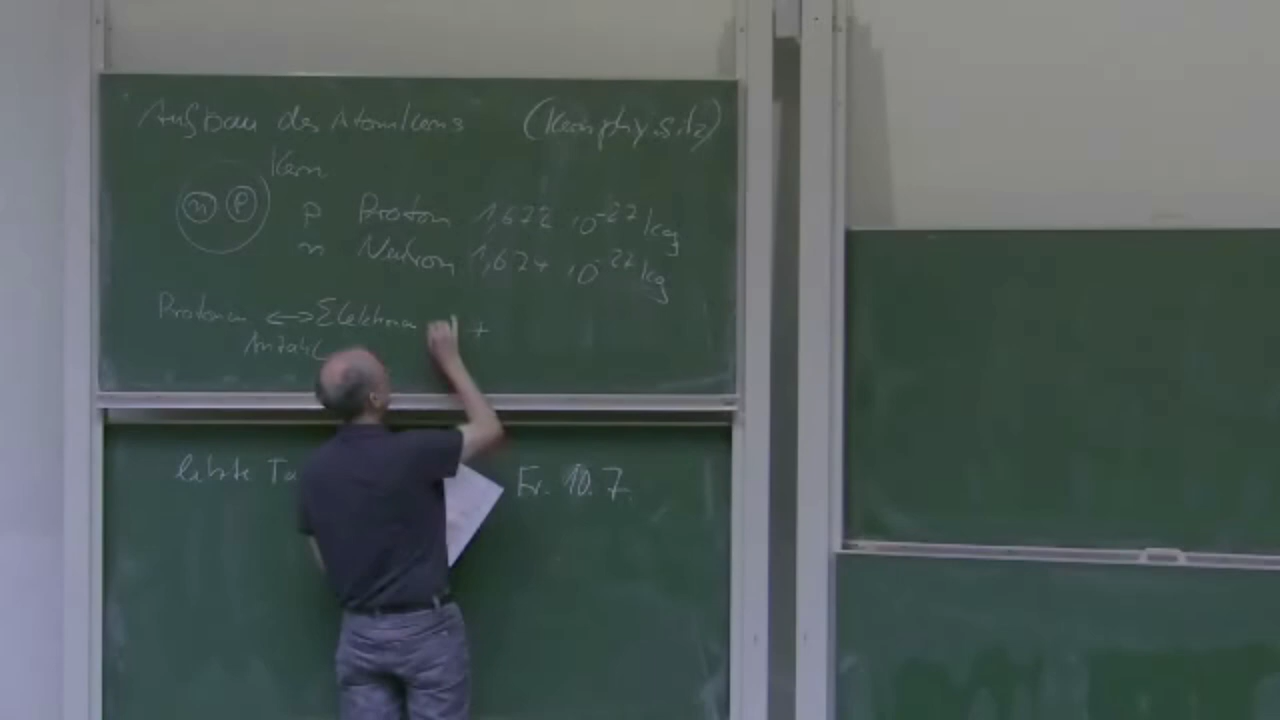 Aufbau des Atomkerns (Kernphysik)
Kern
n p
p Proton 1,672 10^-27 kg
n Neutron 1,674 10^-27 kg
Protonen <-> Elektronen +
Anzahl
letzte Fr. 10.7.